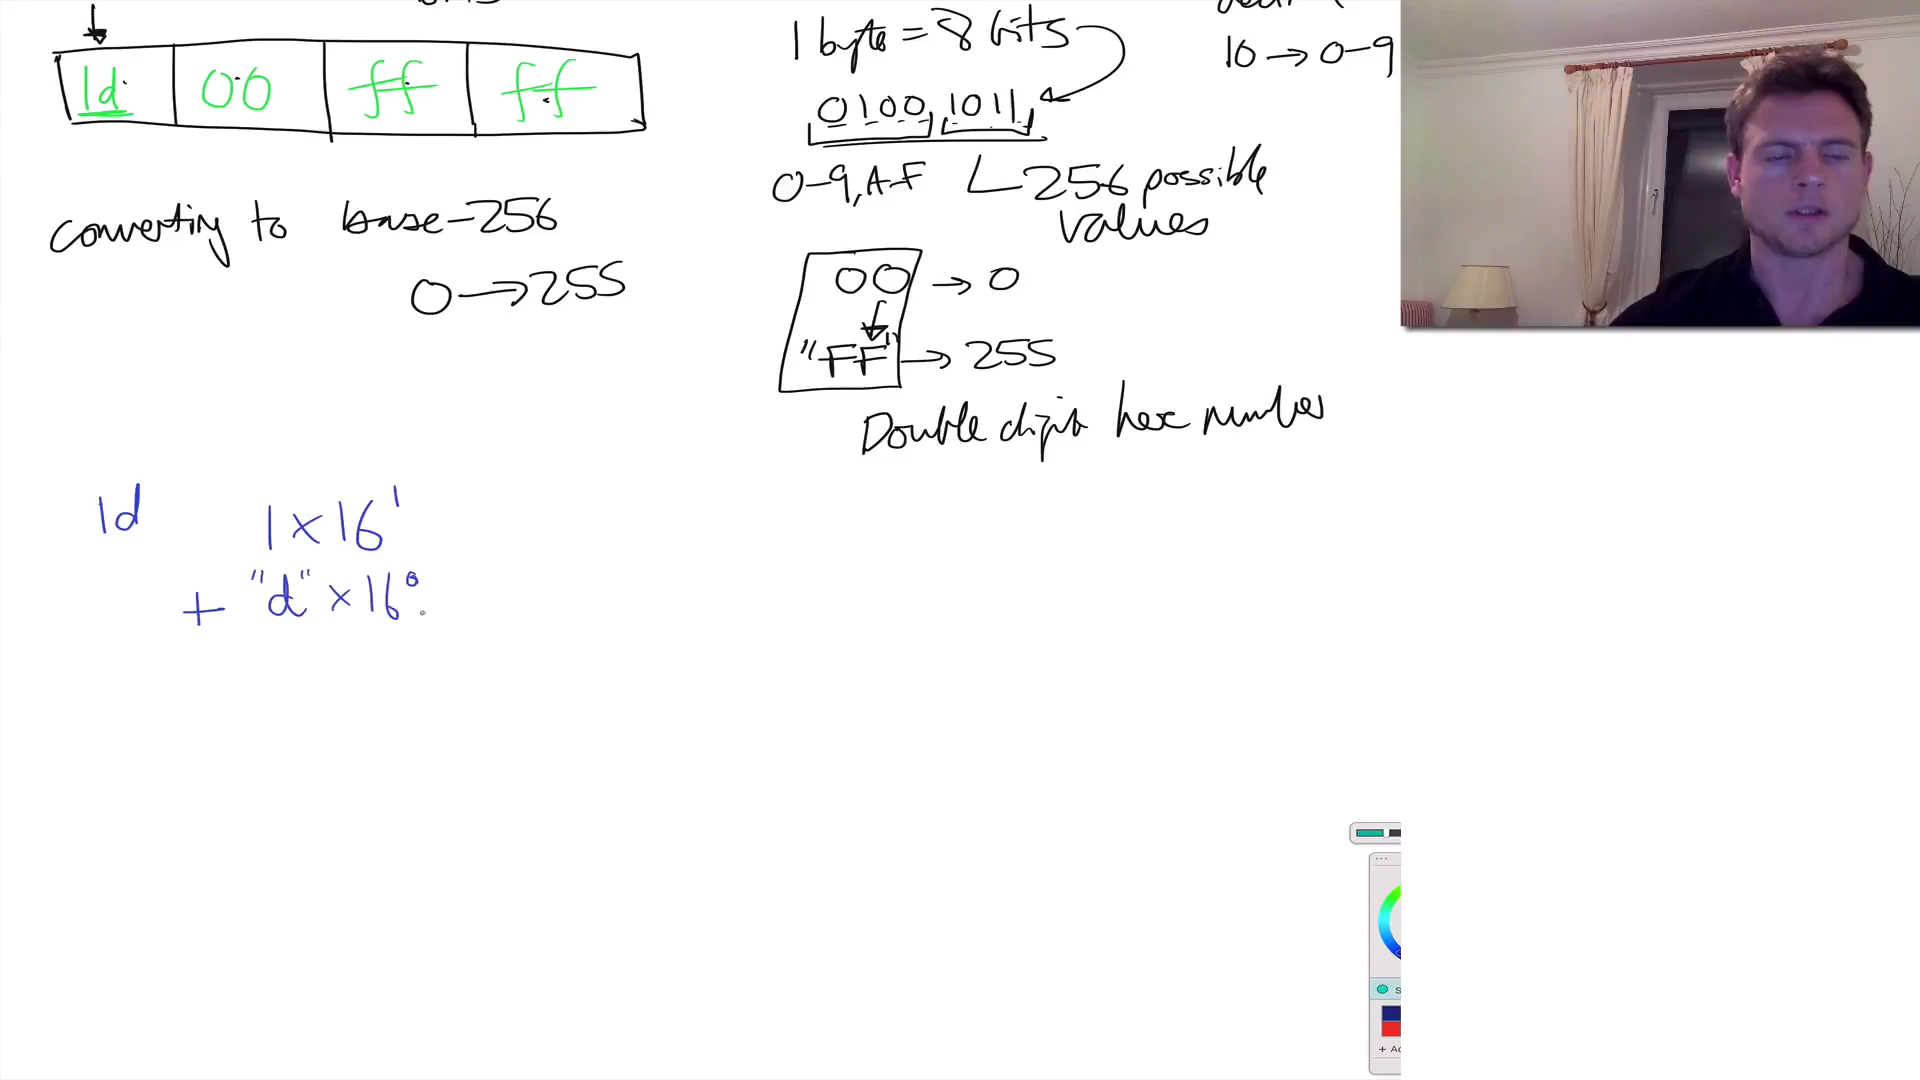 1 byte = 8 bits
10 → 0-9
1d 00 ff ff
0100 1011
0-9, A-F
256 possible
values
converting to base-256
0 → 255
00 → 0
"FF" → 255
Double digit hex number
1d 1 x 16¹
+ "d" x 16⁰